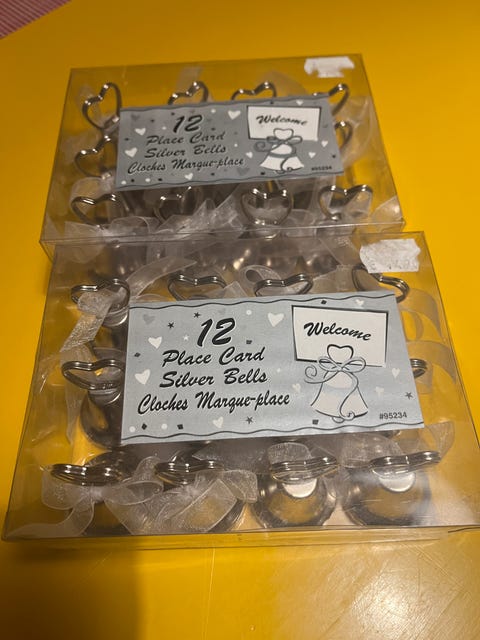 12
Place Card
Silver Bells
Cloches Marque-place
Welcome
#95234
12
Place Card
Silver Bells
Cloches Marque-place
Welcome
#95234